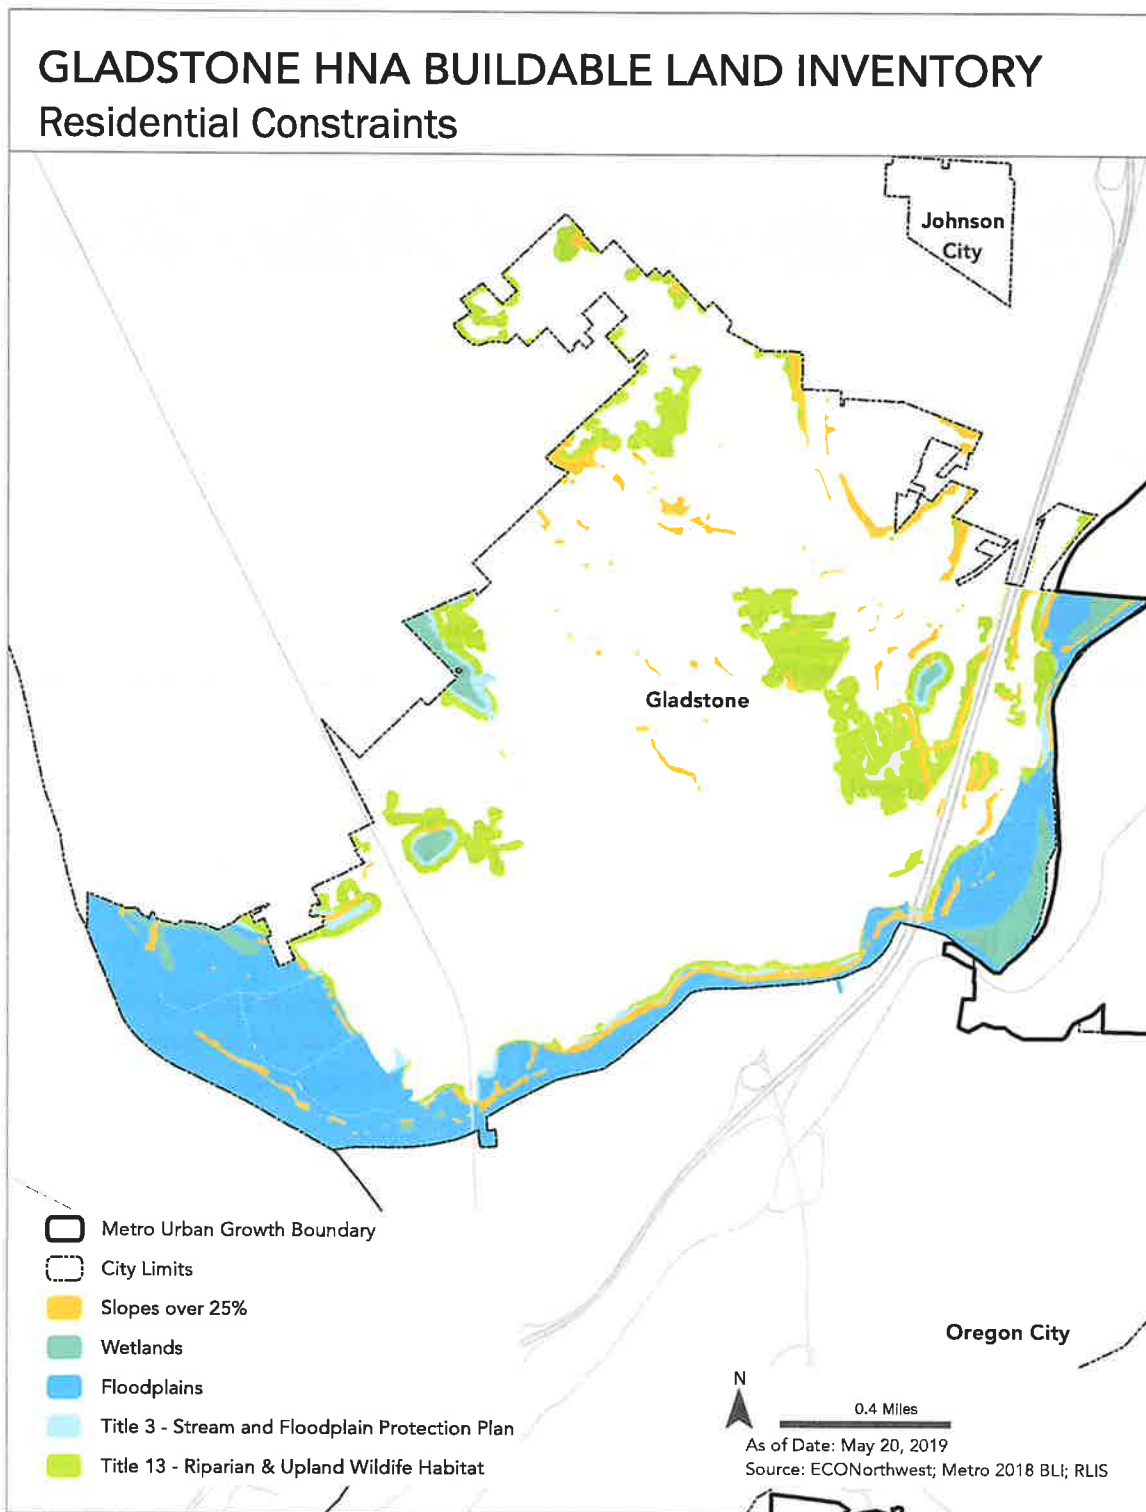 GLADSTONE HNA BUILDABLE LAND INVENTORY
Residential Constraints
Johnson
City
Gladstone
Metro Urban Growth Boundary
City Limits
Slopes over 25%
Wetlands
Floodplains
Title 3 - Stream and Floodplain Protection Plan
Title 13 - Riparian & Upland Wildife Habitat
Oregon City
N
0.4 Miles
As of Date: May 20, 2019
Source: ECONorthwest; Metro 2018 BLI; RLIS